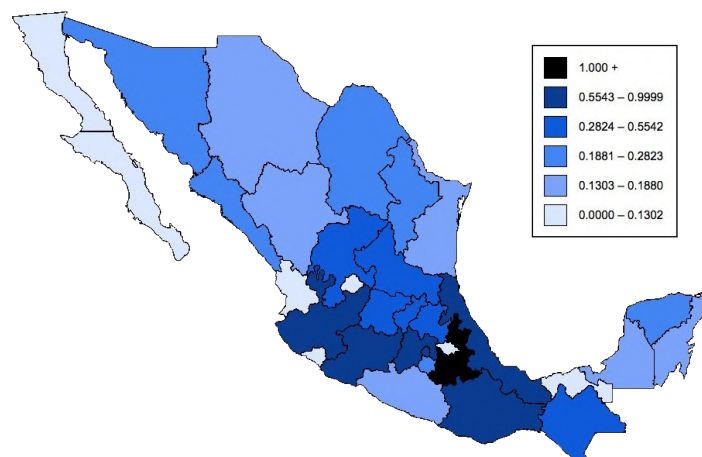 1.000 +
0.5543 – 0.9999
0.2824 – 0.5542
0.1881 – 0.2823
0.1303 – 0.1880
0.0000 – 0.1302